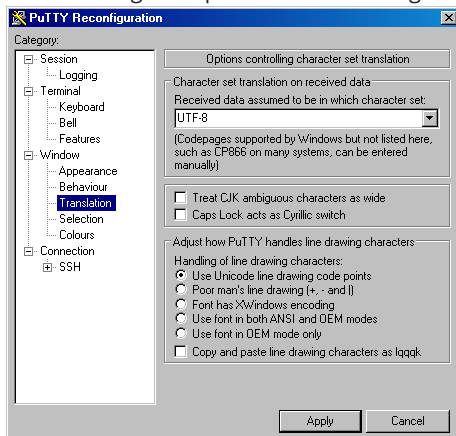 PuTTY Reconfiguration
Category:
Session
Logging
Terminal
Keyboard
Bell
Features
Window
Appearance
Behaviour
Translation
Selection
Colours
Connection
SSH
Options controlling character set translation
Character set translation on received data
Received data assumed to be in which character set:
UTF-8
(Codepages supported by Windows but not listed here,
such as CP866 on many systems, can be entered
manually)
Treat CJK ambiguous characters as wide
Caps Lock acts as Cyrillic switch
Adjust how PuTTY handles line drawing characters
Handling of line drawing characters:
Use Unicode line drawing code points
Poor man's line drawing (+, - and |)
Font has XWindows encoding
Use font in both ANSI and OEM modes
Use font in OEM mode only
Copy and paste line drawing characters as lqqqk
Apply
Cancel